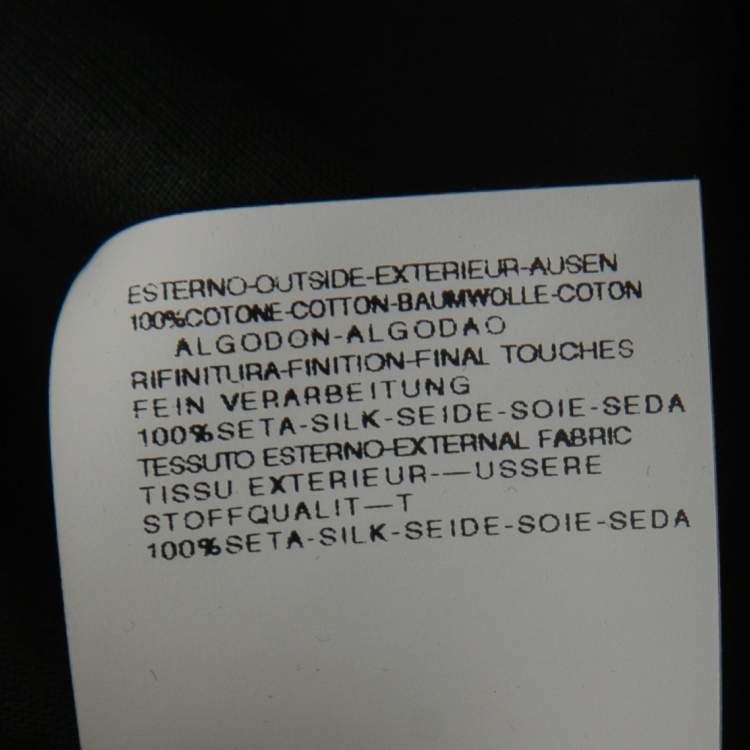 ESTERNO-OUTSIDE-EXTERIEUR-AUSEN
100%COTONE-COTTON-BAUMWOLLE-COTON
ALGODON-ALGODAO
RIFINITURA-FINITION-FINAL TOUCHES
FEIN VERARBEITUNG
100%SETA-SILK-SEIDE-SOIE-SEDA
TESSUTO ESTERNO-EXTERNAL FABRIC
TISSU EXTERIEUR-—USSERE
STOFFQUALIT—T
100%SETA-SILK-SEIDE-SOIE-SEDA